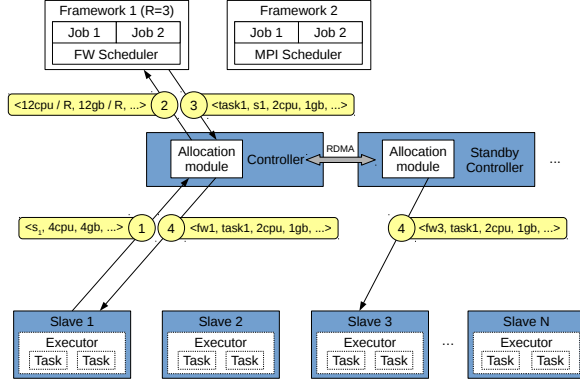 Framework 1 (R=3)
Job 1 Job 2
FW Scheduler
Framework 2
Job 1 Job 2
MPI Scheduler
<12cpu / R, 12gb / R, ...> 2
3 <task1, s1, 2cpu, 1gb, ...>
Allocation
module
Controller
RDMA
Allocation
module
Standby
Controller
...
<s1, 4cpu, 4gb, ...> 1
4 <fw1, task1, 2cpu, 1gb, ...>
4 <fw3, task1, 2cpu, 1gb, ...>
Slave 1
Executor
Task Task
Slave 2
Executor
Task Task
Slave 3
Executor
Task Task
...
Slave N
Executor
Task Task